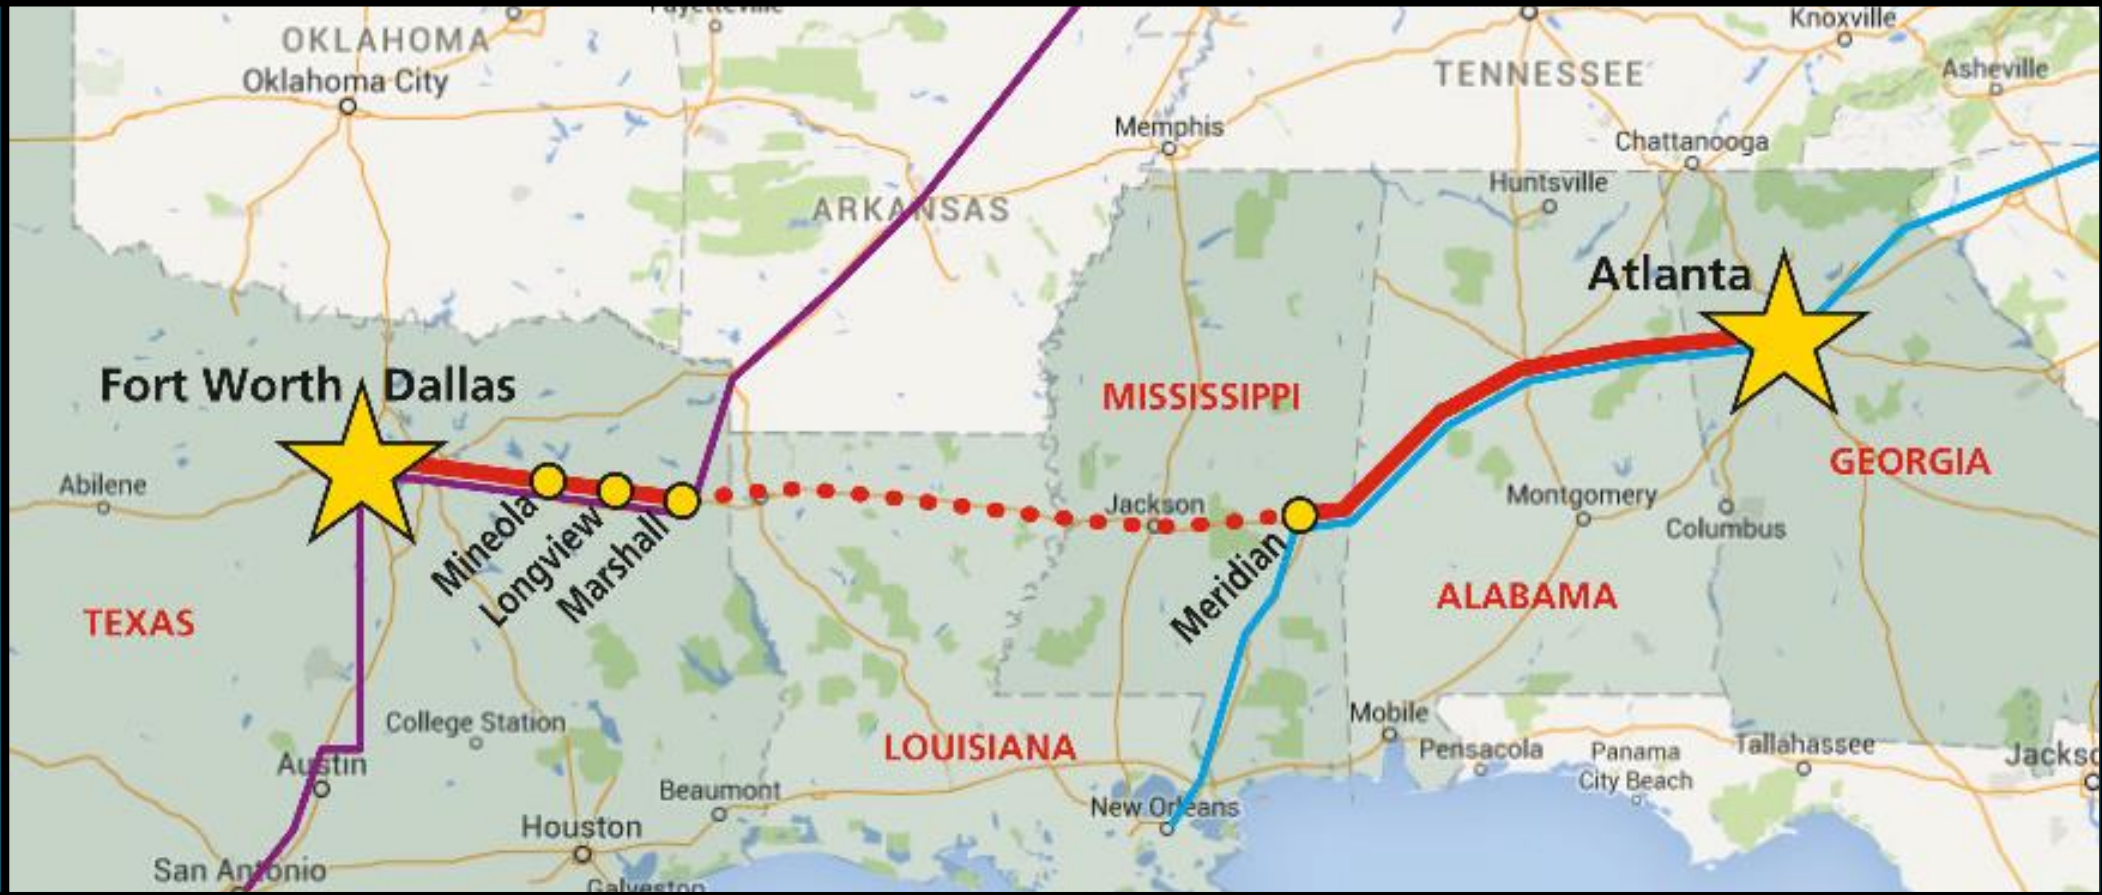 Fayetteville
Knoxville
OKLAHOMA
Oklahoma City
TENNESSEE
Asheville
Memphis
Chattanooga
Huntsville
ARKANSAS
Atlanta
Fort Worth
Dallas
MISSISSIPPI
GEORGIA
Abilene
Mineola
Longview
Marshall
Jackson
Meridian
Montgomery
Columbus
TEXAS
ALABAMA
College Station
LOUISIANA
Mobile
Pensacola
Panama
City Beach
Tallahassee
Jackso
Austin
Beaumont
New Orleans
Houston
San Antonio
Galveston